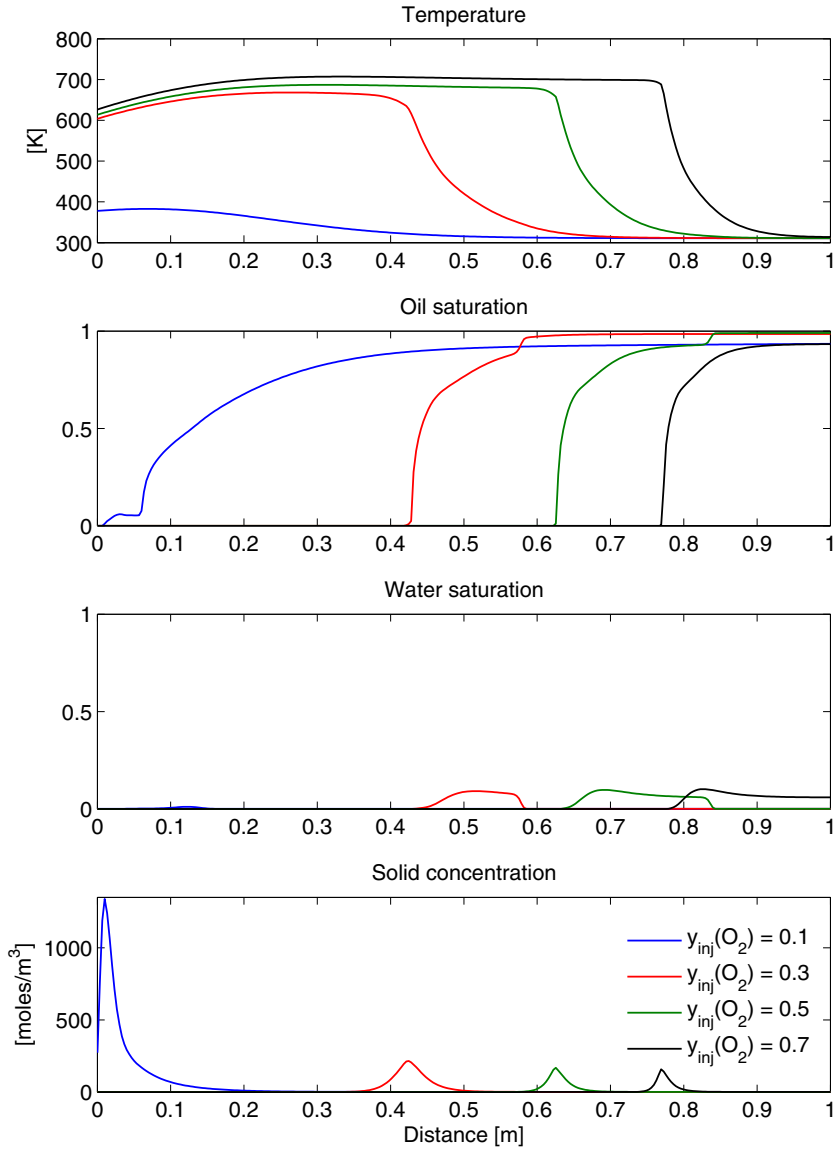 Temperature
800
700
600
500
400
300
[K]
0 0.1 0.2 0.3 0.4 0.5 0.6 0.7 0.8 0.9 1
Oil saturation
1
0.5
0
0 0.1 0.2 0.3 0.4 0.5 0.6 0.7 0.8 0.9 1
Water saturation
1
0.5
0
0 0.1 0.2 0.3 0.4 0.5 0.6 0.7 0.8 0.9 1
Solid concentration
1000
500
0
[moles/m³]
y_inj(O₂) = 0.1
y_inj(O₂) = 0.3
y_inj(O₂) = 0.5
y_inj(O₂) = 0.7
0 0.1 0.2 0.3 0.4 0.5 0.6 0.7 0.8 0.9 1
Distance [m]